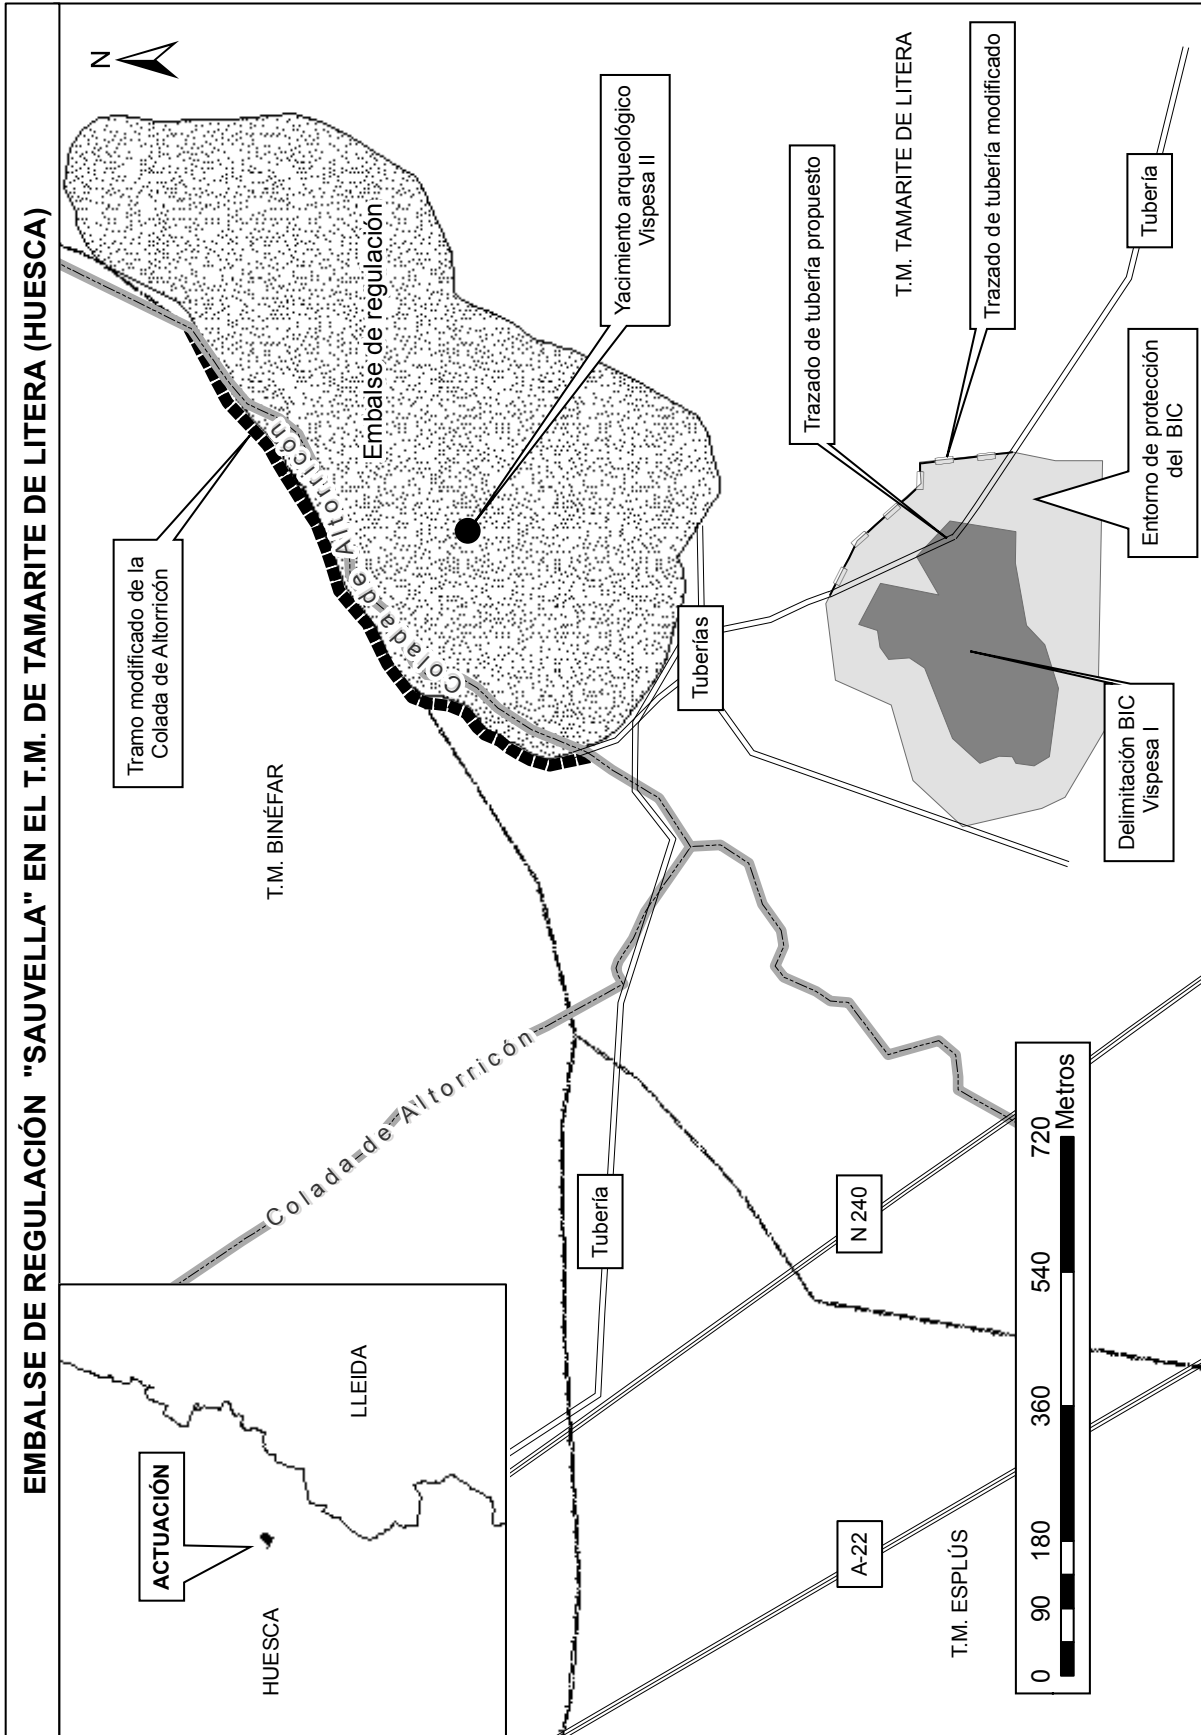 EMBALSE DE REGULACIÓN "SAUVELLA" EN EL T.M. DE TAMARITE DE LITERA (HUESCA)
N
ACTUACIÓN
HUESCA
LLEIDA
Colada de Altorricón
T.M. BINÉFAR
Tramo modificado de la
Colada de Altorricón
Colada de Altorricón
Embalse de regulación
Yacimiento arqueológico
Vispesa II
Tubería
Tuberías
N 240
A-22
T.M. ESPLÚS
T.M. TAMARITE DE LITERA
Trazado de tubería propuesto
Trazado de tubería modificado
Tubería
Entorno de protección
del BIC
Delimitación BIC
Vispesa I
0 90 180 360 540 720
Metros